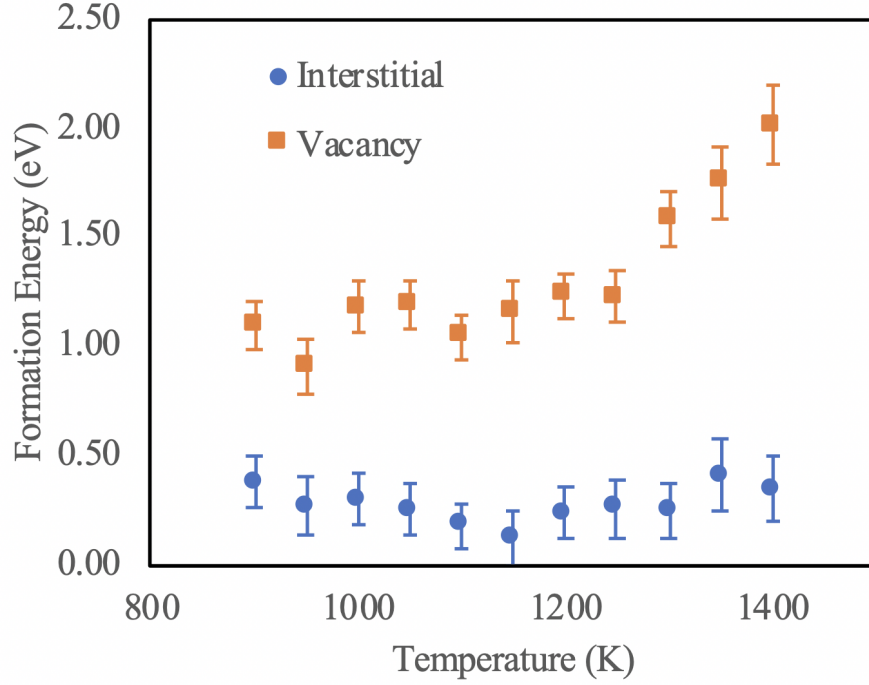 2.50
2.00
1.50
1.00
0.50
0.00
Formation Energy (eV)
Interstitial
Vacancy
800
1000
1200
1400
Temperature (K)